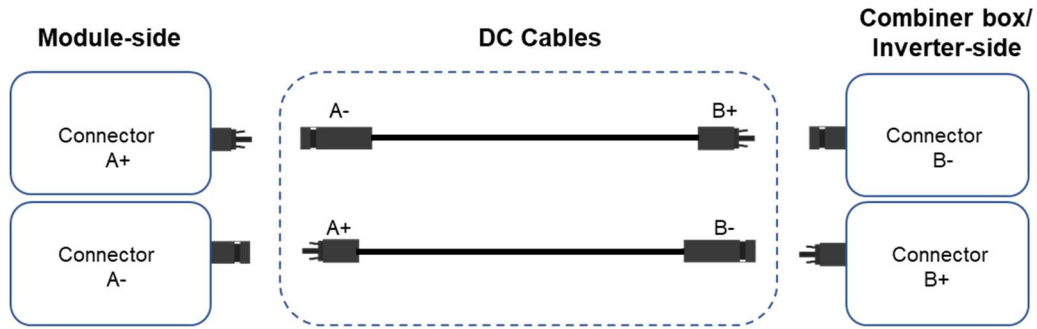 Module-side
DC Cables
Combiner box/
Inverter-side
Connector
A+
A-
B+
Connector
B-
Connector
A-
A+
B-
Connector
B+